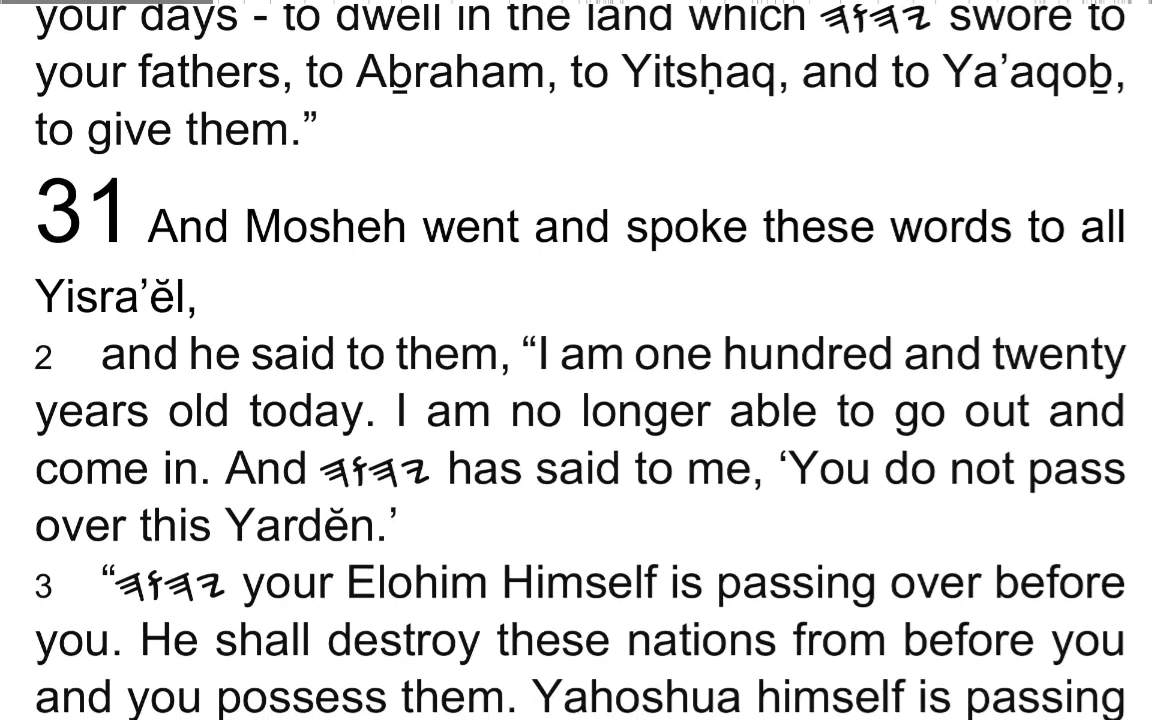 your days - to dwell in the land which 𐤉𐤄𐤅𐤄 swore to
your fathers, to Aḇraham, to Yitsḥaq, and to Ya’aqoḇ,
to give them.”
31 And Mosheh went and spoke these words to all
Yisra’ĕl,
2 and he said to them, “I am one hundred and twenty
years old today. I am no longer able to go out and
come in. And 𐤉𐤄𐤅𐤄 has said to me, ‘You do not pass
over this Yardĕn.’
3 “𐤉𐤄𐤅𐤄 your Elohim Himself is passing over before
you. He shall destroy these nations from before you
and you possess them. Yahoshua himself is passing